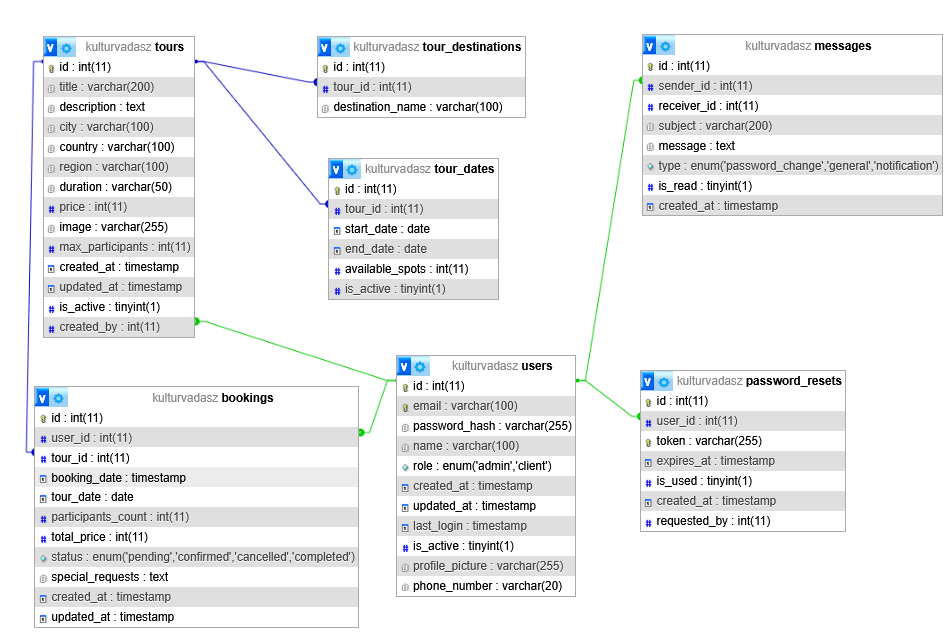 kulturvadasz tours
id : int(11)
title : varchar(200)
description : text
city : varchar(100)
country : varchar(100)
region : varchar(100)
duration : varchar(50)
price : int(11)
image : varchar(255)
max_participants : int(11)
created_at : timestamp
updated_at : timestamp
is_active : tinyint(1)
created_by : int(11)
kulturvadasz tour_destinations
id : int(11)
tour_id : int(11)
destination_name : varchar(100)
kulturvadasz tour_dates
id : int(11)
tour_id : int(11)
start_date : date
end_date : date
available_spots : int(11)
is_active : tinyint(1)
kulturvadasz messages
id : int(11)
sender_id : int(11)
receiver_id : int(11)
subject : varchar(200)
message : text
type : enum('password_change','general','notification')
is_read : tinyint(1)
created_at : timestamp
kulturvadasz bookings
id : int(11)
user_id : int(11)
tour_id : int(11)
booking_date : timestamp
tour_date : date
participants_count : int(11)
total_price : int(11)
status : enum('pending','confirmed','cancelled','completed')
special_requests : text
created_at : timestamp
updated_at : timestamp
kulturvadasz users
id : int(11)
email : varchar(100)
password_hash : varchar(255)
name : varchar(100)
role : enum('admin','client')
created_at : timestamp
updated_at : timestamp
last_login : timestamp
is_active : tinyint(1)
profile_picture : varchar(255)
phone_number : varchar(20)
kulturvadasz password_resets
id : int(11)
user_id : int(11)
token : varchar(255)
expires_at : timestamp
is_used : tinyint(1)
created_at : timestamp
requested_by : int(11)